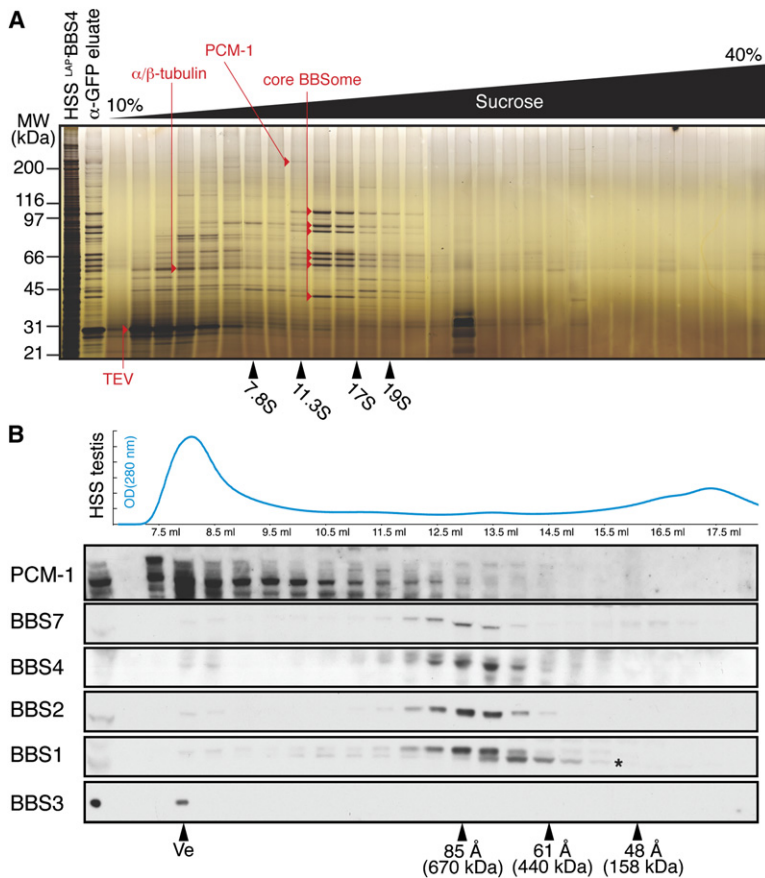 A
HSS LAP-BBS4
α-GFP eluate
PCM-1
α/β-tubulin
core BBSome
10%
40%
Sucrose
MW
(kDa)
200
116
97
66
45
31
21
TEV
7.8S
11.3S
17S
19S
B
HSS testis
OD(280 nm)
7.5 ml 8.5 ml 9.5 ml 10.5 ml 11.5 ml 12.5 ml 13.5 ml 14.5 ml 15.5 ml 16.5 ml 17.5 ml
PCM-1
BBS7
BBS4
BBS2
BBS1
*
BBS3
Ve
85 Å
(670 kDa)
61 Å
(440 kDa)
48 Å
(158 kDa)